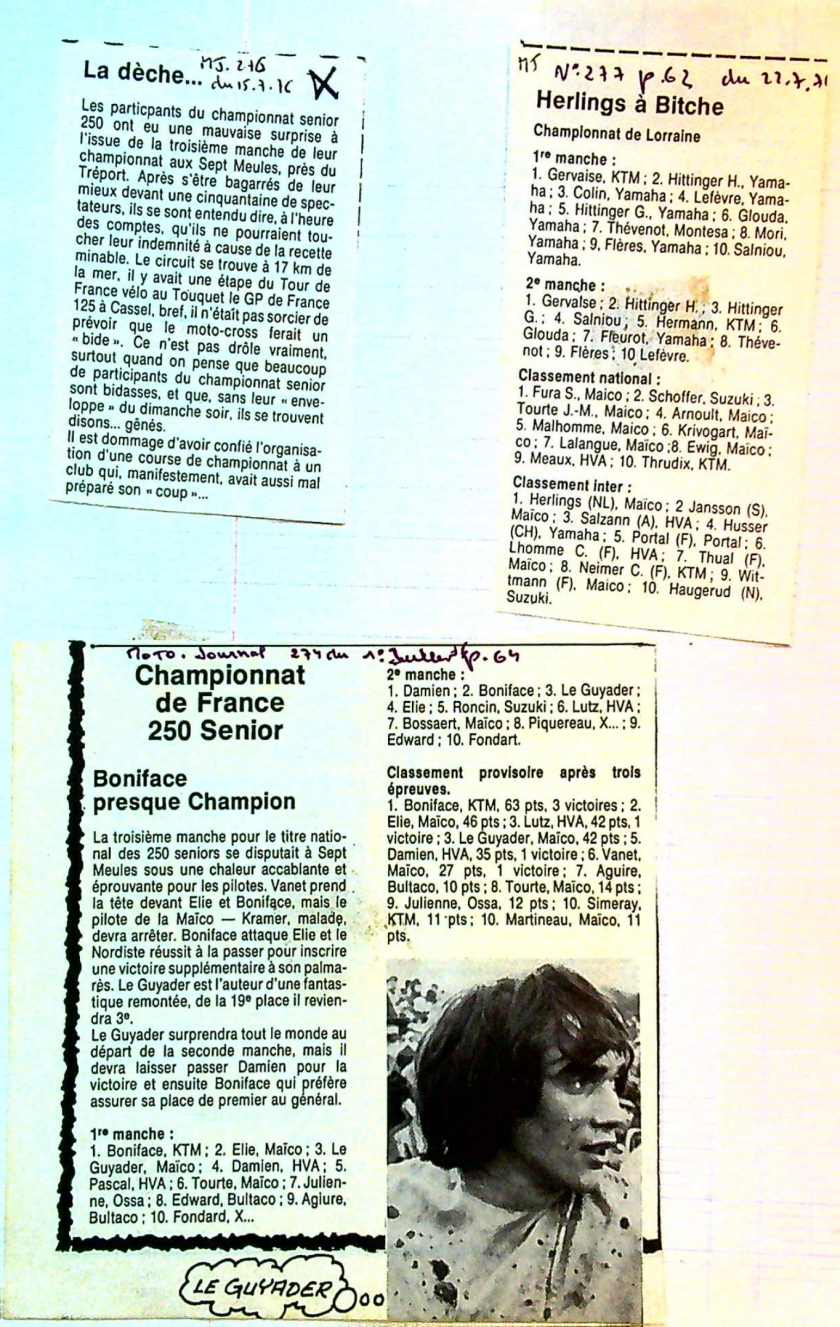 MJ. 276
du 15.7.76
La dèche...
Les particpants du championnat senior
250 ont eu une mauvaise surprise à
l'issue de la troisième manche de leur
championnat aux Sept Meules, près du
Tréport. Après s'être bagarrés de leur
mieux devant une cinquantaine de spec-
tateurs, ils se sont entendu dire, à l'heure
des comptes, qu'ils ne pourraient tou-
cher leur indemnité à cause de la recette
minable. Le circuit se trouve à 17 km de
la mer, il y avait une étape du Tour de
France vélo au Touquet le GP de France
125 à Cassel, bref, il n'était pas sorcier de
prévoir que le moto-cross ferait un
« bide ». Ce n'est pas drôle vraiment,
surtout quand on pense que beaucoup
de participants du championnat senior
sont bidasses, et que, sans leur « enve-
loppe » du dimanche soir, ils se trouvent
disons... gênés.
Il est dommage d'avoir confié l'organisa-
tion d'une course de championnat à un
club qui, manifestement, avait aussi mal
préparé son « coup »...
N° 277 p.62 du 22.7.
Herlings à Bitche
Championnat de Lorraine
1re manche :
1. Gervaise, KTM ; 2. Hittinger H., Yama-
ha ; 3. Colin, Yamaha ; 4. Lefèvre, Yama-
ha ; 5. Hittinger G., Yamaha ; 6. Glouda,
Yamaha ; 7. Thévenot, Montesa ; 8. Mori,
Yamaha ; 9. Flères, Yamaha ; 10. Salniou,
Yamaha.
2e manche :
1. Gervaise ; 2. Hittinger H. ; 3. Hittinger
G. ; 4. Salniou ; 5. Hermann, KTM ; 6.
Glouda ; 7. Fleurot, Yamaha ; 8. Théve-
not ; 9. Flères ; 10 Lefèvre.
Classement national :
1. Fura S., Maico ; 2. Schoffer, Suzuki ; 3.
Tourte J.-M., Maico ; 4. Arnoult, Maico ;
5. Malhomme, Maico ; 6. Krivogart, Maï-
co ; 7. Lalangue, Maïco ;8. Ewig, Maico ;
9. Meaux, HVA ; 10. Thrudix, KTM.
Classement inter :
1. Herlings (NL), Maïco ; 2 Jansson (S),
Maïco ; 3. Salzann (A), HVA ; 4. Husser
(CH), Yamaha ; 5. Portal (F), Portal ; 6.
Lhomme C. (F), HVA ; 7. Thual (F),
Maïco ; 8. Neimer C. (F), KTM ; 9. Wit-
tmann (F), Maico ; 10. Haugerud (N),
Suzuki.
Moto. Journal 274 du 1° Juillet p.64
Championnat
de France
250 Senior
Boniface
presque Champion
La troisième manche pour le titre natio-
nal des 250 seniors se disputait à Sept
Meules sous une chaleur accablante et
éprouvante pour les pilotes. Vanet prend
la tête devant Elie et Boniface, mais le
pilote de la Maïco — Kramer, malade,
devra arrêter. Boniface attaque Elie et le
Nordiste réussit à la passer pour inscrire
une victoire supplémentaire à son palma-
rès. Le Guyader est l'auteur d'une fantas-
tique remontée, de la 19e place il revien-
dra 3e.
Le Guyader surprendra tout le monde au
départ de la seconde manche, mais il
devra laisser passer Damien pour la
victoire et ensuite Boniface qui préfère
assurer sa place de premier au général.
1re manche :
1. Boniface, KTM ; 2. Elie, Maïco ; 3. Le
Guyader, Maïco ; 4. Damien, HVA ; 5.
Pascal, HVA ; 6. Tourte, Maïco ; 7. Julien-
ne, Ossa ; 8. Edward, Bultaco ; 9. Agiure,
Bultaco ; 10. Fondard, X...
2e manche :
1. Damien ; 2. Boniface ; 3. Le Guyader ;
4. Elie ; 5. Roncin, Suzuki ; 6. Lutz, HVA ;
7. Bossaert, Maïco ; 8. Piquereau, X... ; 9.
Edward ; 10. Fondart.
Classement provisoire après trois
épreuves.
1. Boniface, KTM, 63 pts, 3 victoires ; 2.
Elie, Maïco, 46 pts ; 3. Lutz, HVA, 42 pts, 1
victoire ; 3. Le Guyader, Maïco, 42 pts ; 5.
Damien, HVA, 35 pts, 1 victoire ; 6. Vanet,
Maïco, 27 pts, 1 victoire ; 7. Aguire,
Bultaco, 10 pts ; 8. Tourte, Maïco, 14 pts ;
9. Julienne, Ossa, 12 pts ; 10. Simeray,
KTM, 11 pts ; 10. Martineau, Maïco, 11
pts.
LE GUYADER